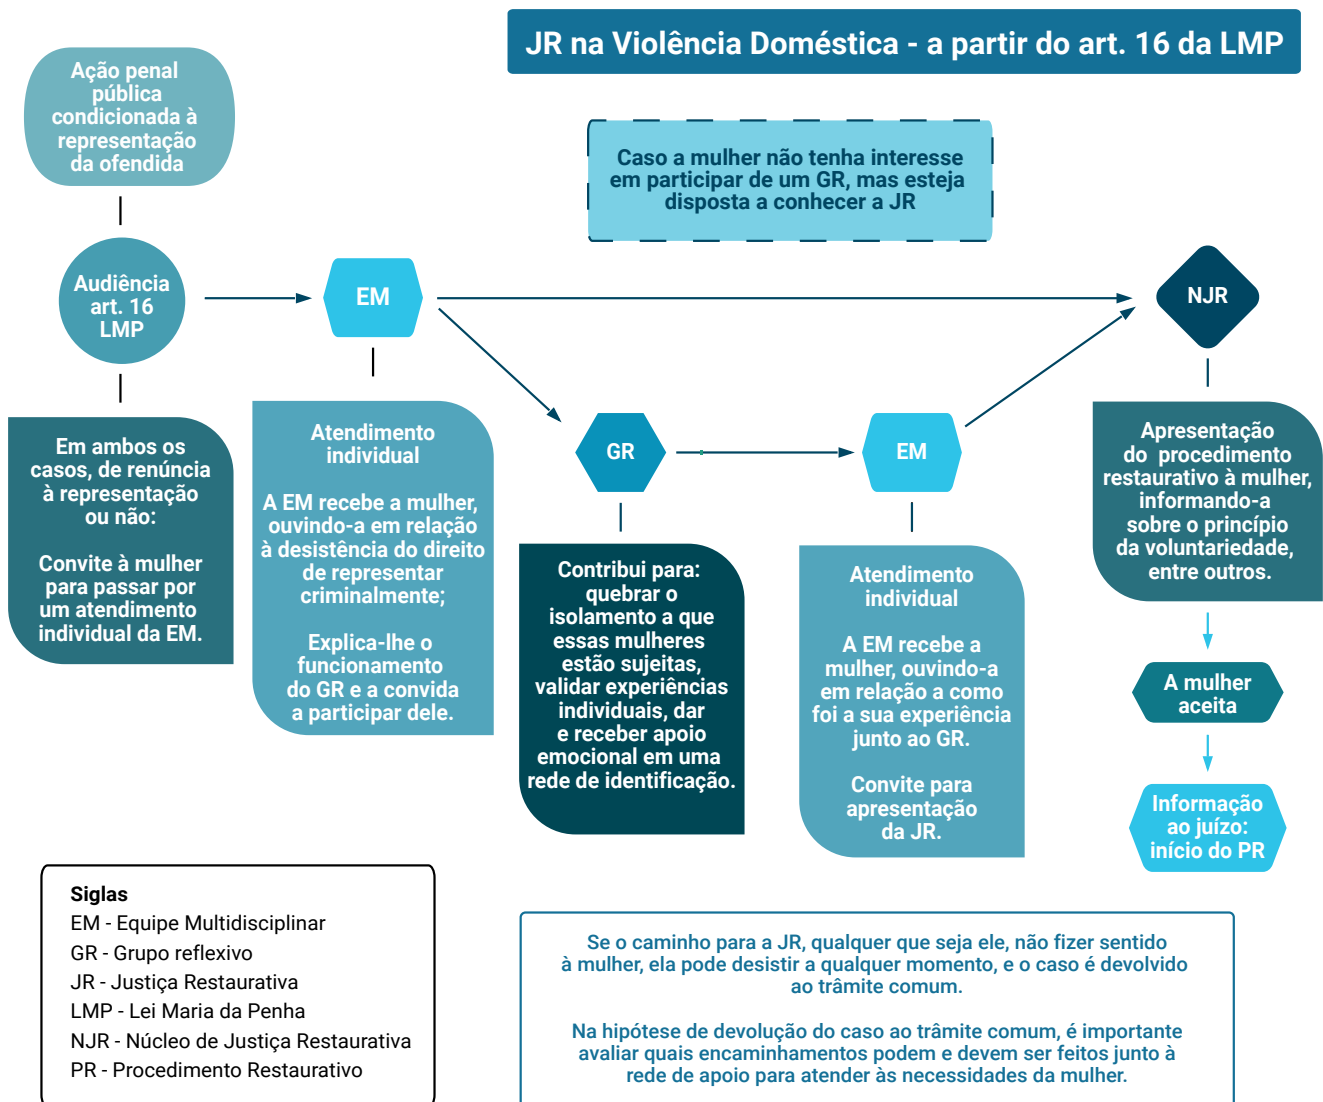 JR na Violência Doméstica - a partir do art. 16 da LMP
Ação penal
pública
condicionada à
representação
da ofendida
Caso a mulher não tenha interesse
em participar de um GR, mas esteja
disposta a conhecer a JR
Audiência
art. 16
LMP
EM
NJR
GR
EM
Em ambos os
casos, de renúncia
à representação
ou não:
Convite à mulher
para passar por
um atendimento
individual da EM.
Atendimento
individual
A EM recebe a mulher,
ouvindo-a em relação
à desistência do direito
de representar
criminalmente;
Explica-lhe o
funcionamento
do GR e a convida
a participar dele.
Contribui para:
quebrar o
isolamento a que
essas mulheres
estão sujeitas,
validar experiências
individuais, dar
e receber apoio
emocional em uma
rede de identificação.
Atendimento
individual
A EM recebe a
mulher, ouvindo-a
em relação a como
foi a sua experiência
junto ao GR.
Convite para
apresentação
da JR.
Apresentação
do procedimento
restaurativo à mulher,
informando-a
sobre o princípio
da voluntariedade,
entre outros.
A mulher
aceita
Informação
ao juízo:
início do PR
Siglas
EM - Equipe Multidisciplinar
GR - Grupo reflexivo
JR - Justiça Restaurativa
LMP - Lei Maria da Penha
NJR - Núcleo de Justiça Restaurativa
PR - Procedimento Restaurativo
Se o caminho para a JR, qualquer que seja ele, não fizer sentido
à mulher, ela pode desistir a qualquer momento, e o caso é devolvido
ao trâmite comum.
Na hipótese de devolução do caso ao trâmite comum, é importante
avaliar quais encaminhamentos podem e devem ser feitos junto à
rede de apoio para atender às necessidades da mulher.